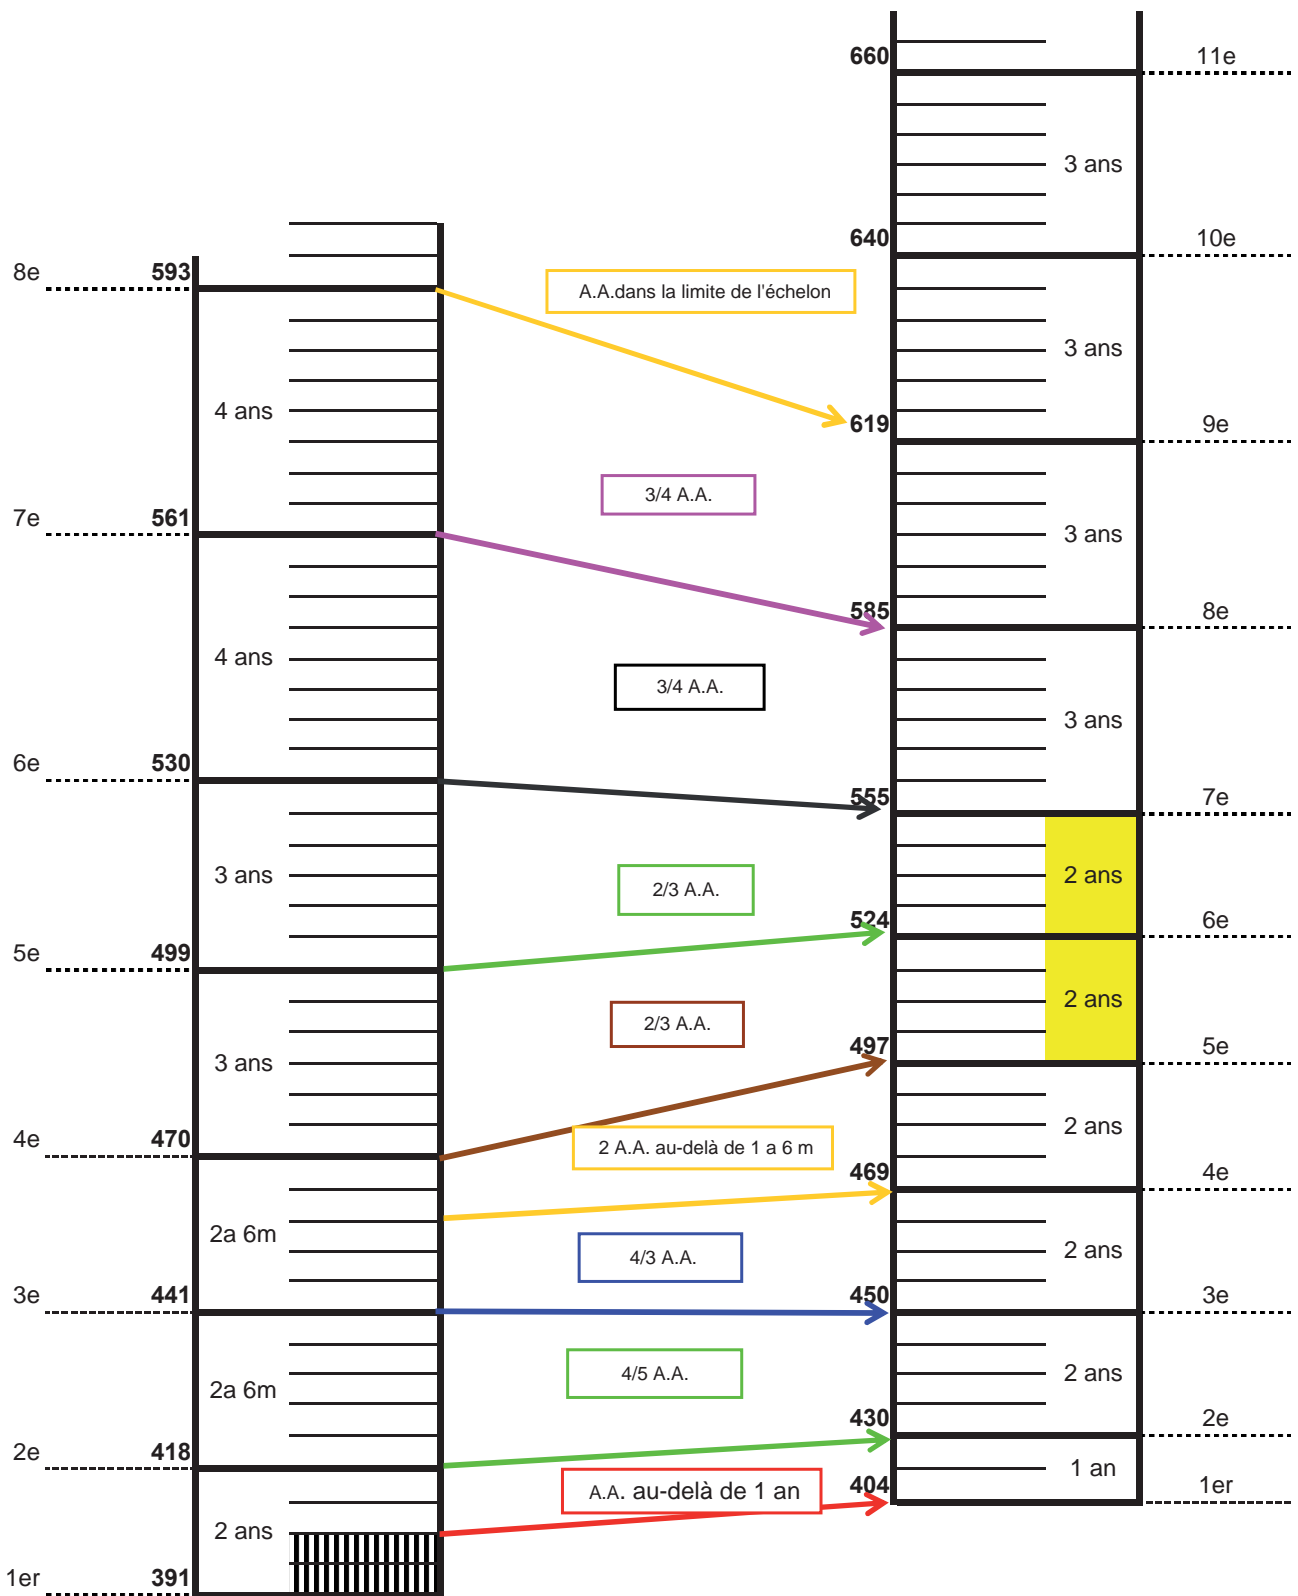 660
11e
3 ans
640
10e
8e
593
A.A.dans la limite de l'échelon
3 ans
4 ans
619
9e
3/4 A.A.
7e
561
3 ans
585
8e
4 ans
3/4 A.A.
3 ans
6e
530
555
7e
3 ans
2/3 A.A.
2 ans
524
6e
5e
499
2 ans
2/3 A.A.
497
5e
3 ans
4e
470
2 A.A. au-delà de 1 a 6 m
2 ans
469
4e
2a 6m
4/3 A.A.
2 ans
3e
441
450
3e
2a 6m
4/5 A.A.
2 ans
430
2e
2e
418
1 an
A.A. au-delà de 1 an
404
1er
2 ans
1er
391